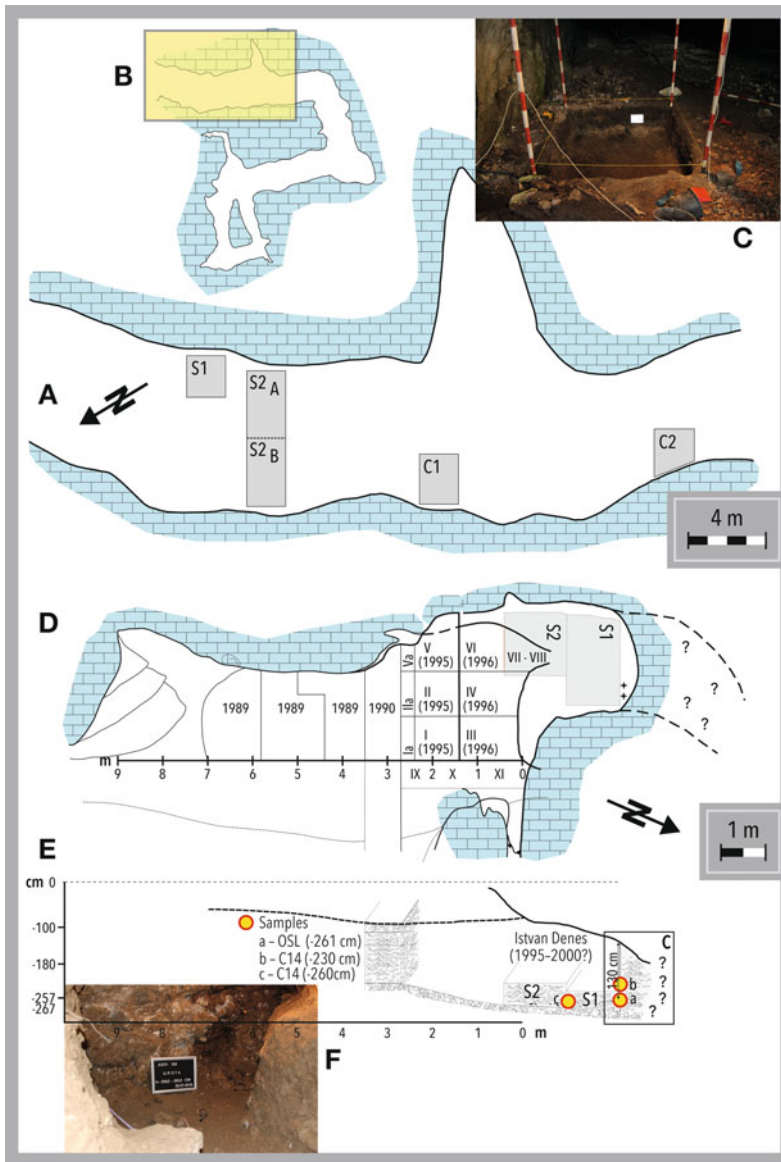 B
C
S1
S2 A
A
N
S2 B
C1
C2
4 m
D
S2
S1
Va
V
(1995)
VI
(1996)
VII - VIII
?
?
?
?
?
1989
1989
1989
1990
IIa
II
(1995)
IV
(1996)
Ia
I
(1995)
III
(1996)
m
9 8 7 6 5 4 3 IX 2 X 1 XI 0
N
1 m
E
cm 0
-100
-180
-257
-267
Samples
a – OSL (-261 cm)
b – C14 (-230 cm)
c – C14 (-260cm)
Istvan Denes
(1995–2000?)
C
130 cm
?
?
?
?
b
a
S2
c
S1
9 8 7 6 5 4 3 2 1 0 m
F